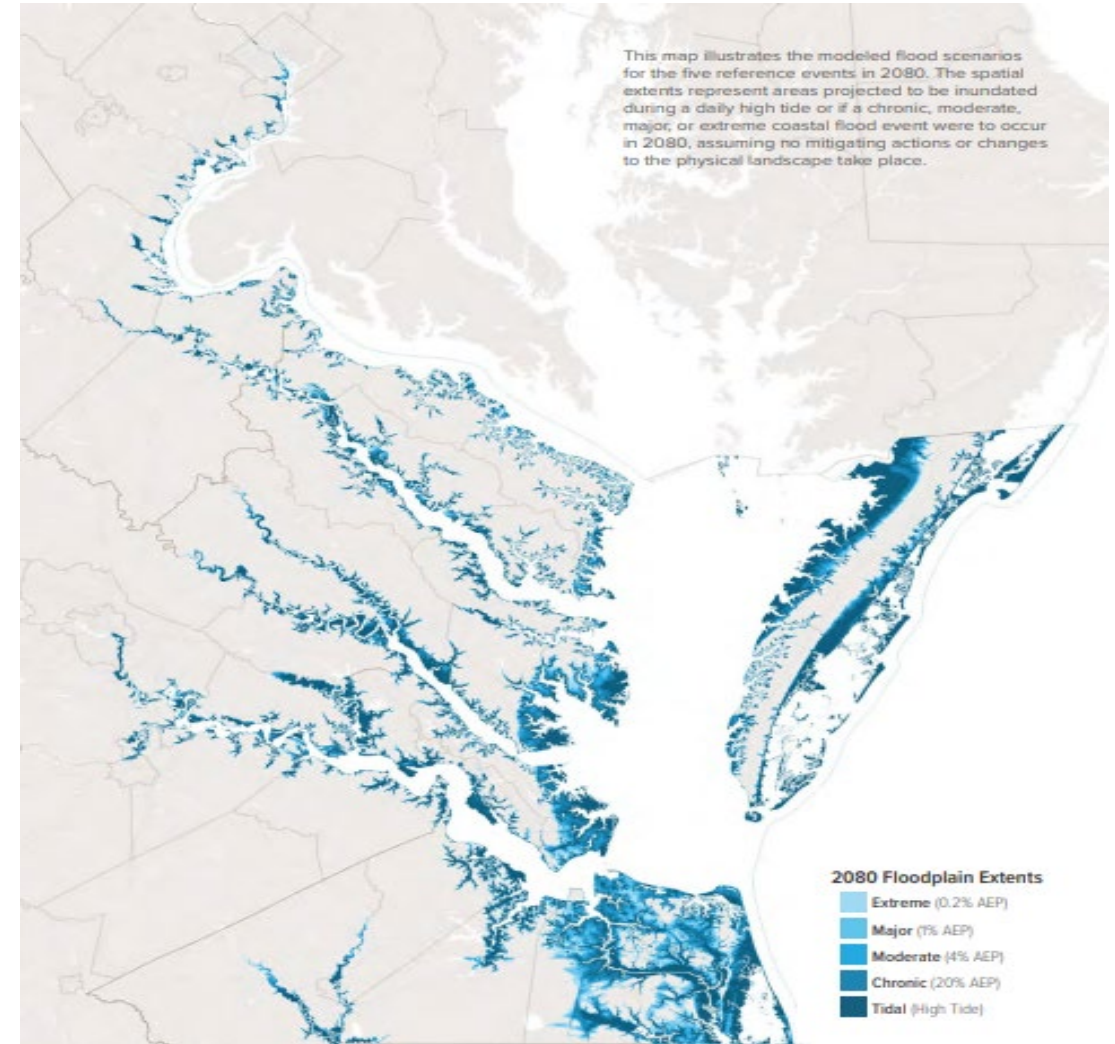 This map illustrates the modeled flood scenarios
for the five reference events in 2080. The spatial
extents represent areas projected to be inundated
during a daily high tide or if a chronic, moderate,
major, or extreme coastal flood event were to occur
in 2080, assuming no mitigating actions or changes
to the physical landscape take place.
2080 Floodplain Extents
Extreme (0.2% AEP)
Major (1% AEP)
Moderate (4% AEP)
Chronic (20% AEP)
Tidal (High Tide)